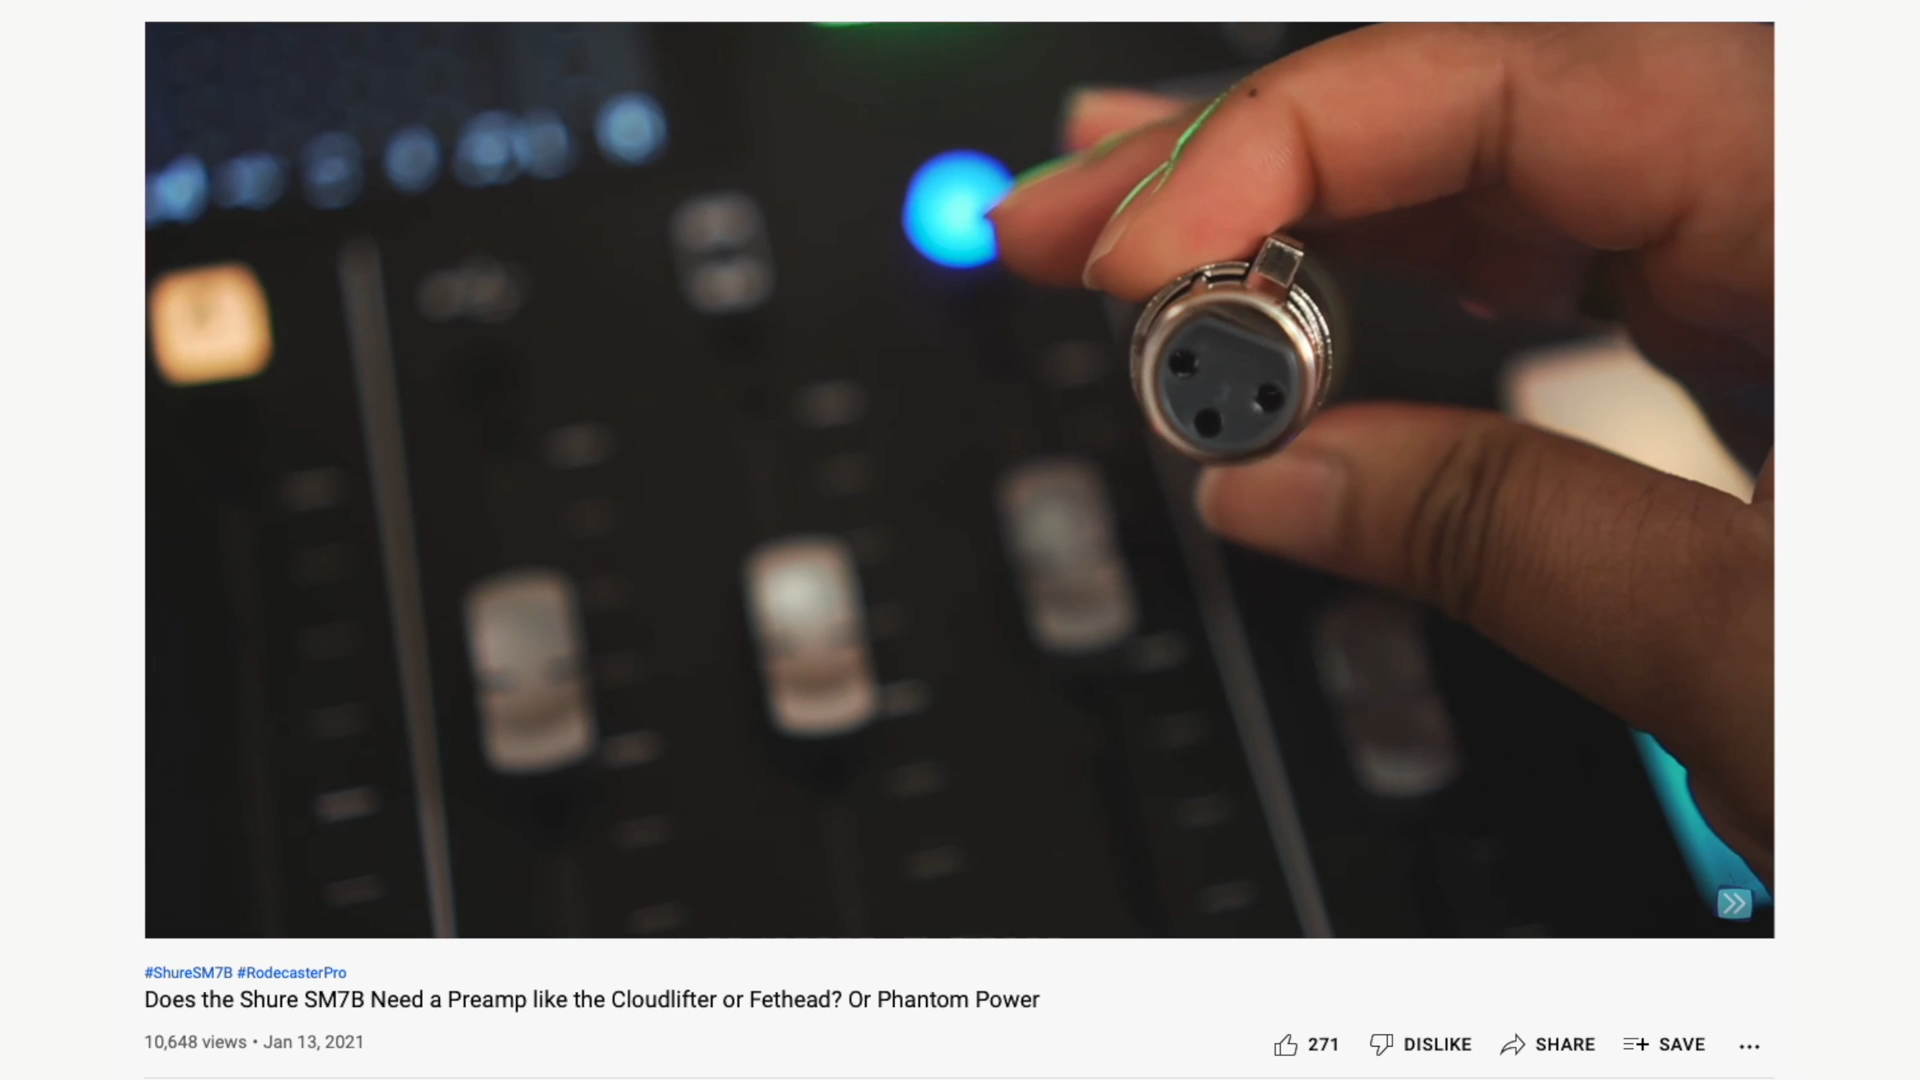 #ShureSM7B #RodecasterPro
Does the Shure SM7B Need a Preamp like the Cloudlifter or Fethead? Or Phantom Power
10,648 views • Jan 13, 2021
271 DISLIKE SHARE SAVE